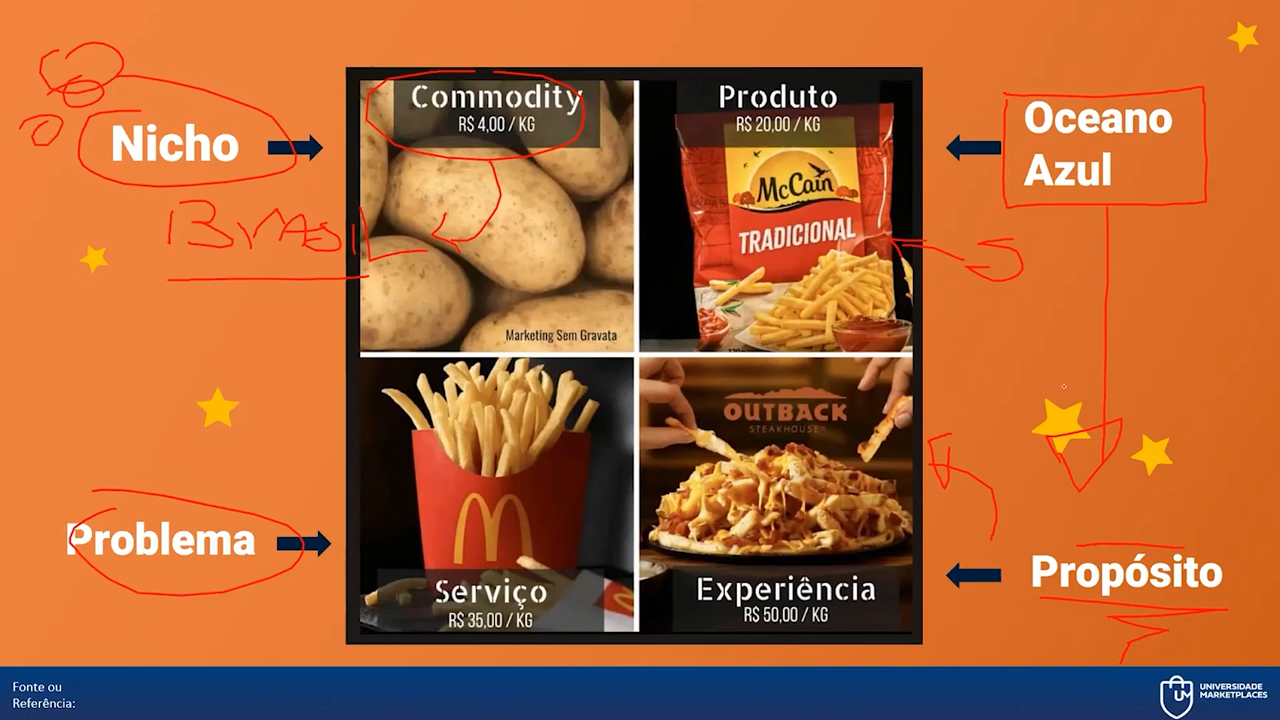 Commodity
R$ 4,00 / KG
Produto
R$ 20,00 / KG
Nicho
Oceano
Azul
BRASIL
McCain
TRADICIONAL
Marketing Sem Gravata
OUTBACK
STEAKHOUSE
Problema
Serviço
R$ 35,00 / KG
Experiência
R$ 50,00 / KG
Propósito
Fonte ou
Referência:
UM
UNIVERSIDADE
MARKETPLACES